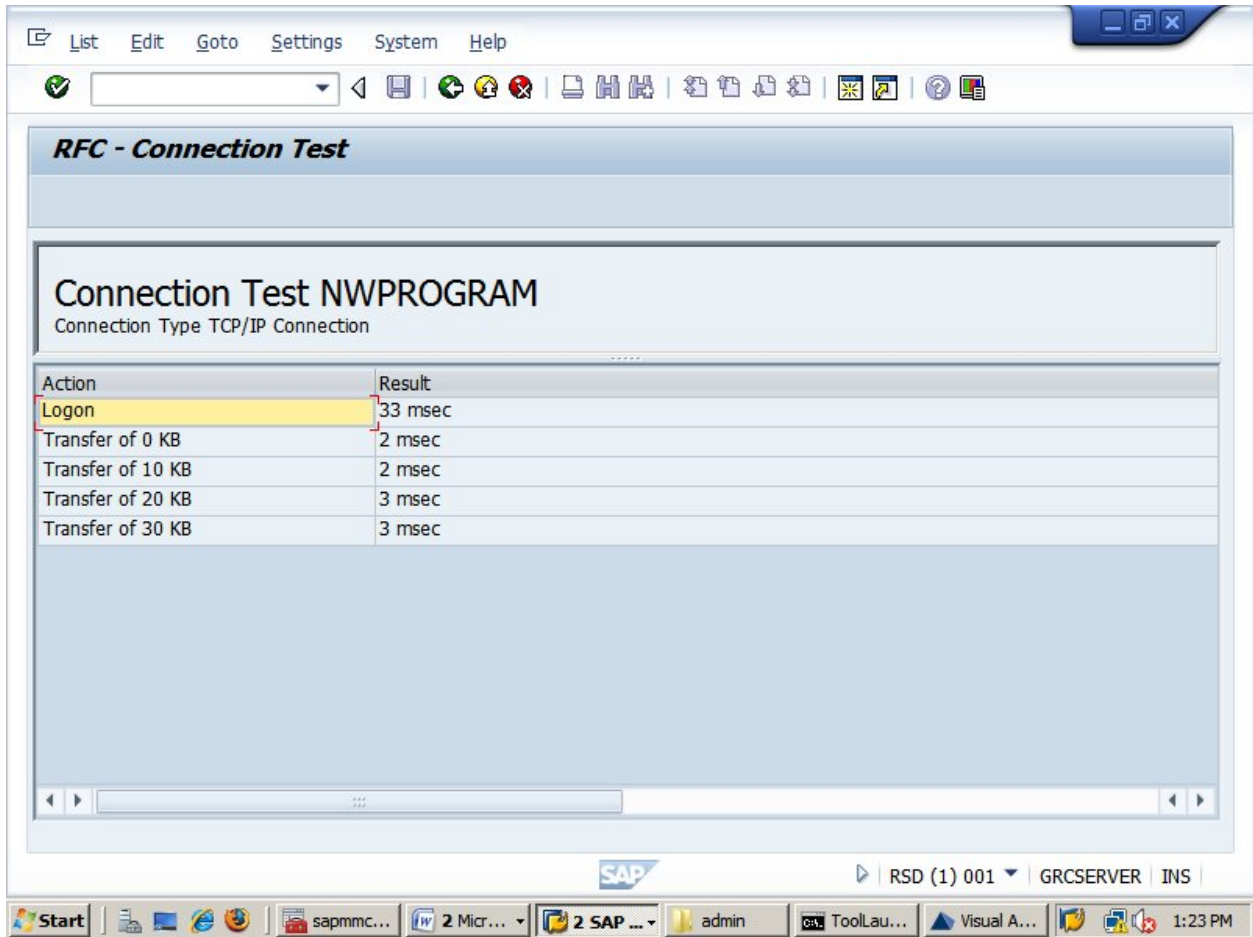 List Edit Goto Settings System Help
RFC - Connection Test
Connection Test NWPROGRAM
Connection Type TCP/IP Connection
Action Result
Logon 33 msec
Transfer of 0 KB 2 msec
Transfer of 10 KB 2 msec
Transfer of 20 KB 3 msec
Transfer of 30 KB 3 msec
SAP RSD (1) 001 GRCSERVER INS
Start sapmmc... 2 Micr... 2 SAP ... admin ToolLau... Visual A... 1:23 PM